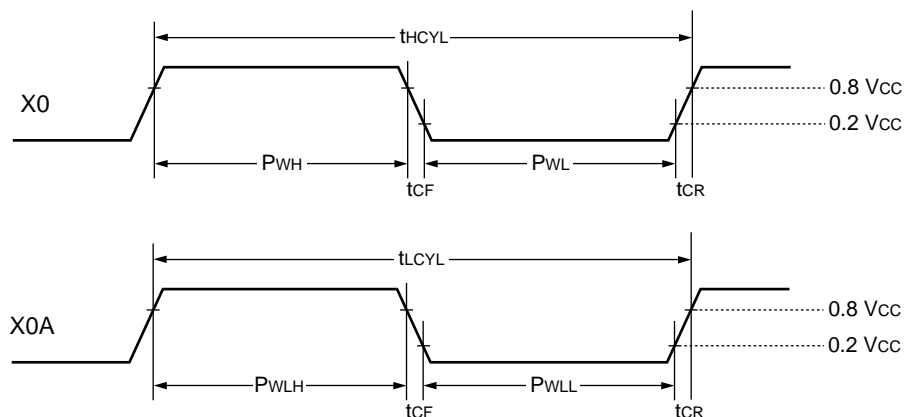 tHCYL
X0
0.8 VCC
0.2 VCC
PWH
PWL
tCF
tCR
tLCYL
X0A
0.8 VCC
0.2 VCC
PWLH
PWLL
tCF
tCR